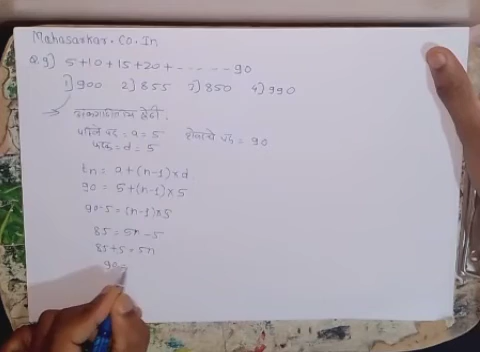 Mahasarkar.Co.In
Q9] 5+10+15+20+------90
1] 900 2] 855 3] 850 4] 990
→ अंकगणितीय श्रेढी.
पहिले पद = a = 5 शेवटचे पद = 90
फरक = d = 5
tn = a+(n-1)×d
90 = 5+(n-1)×5
90-5=(n-1)×5
85 = 5n-5
85+5=5n
90=